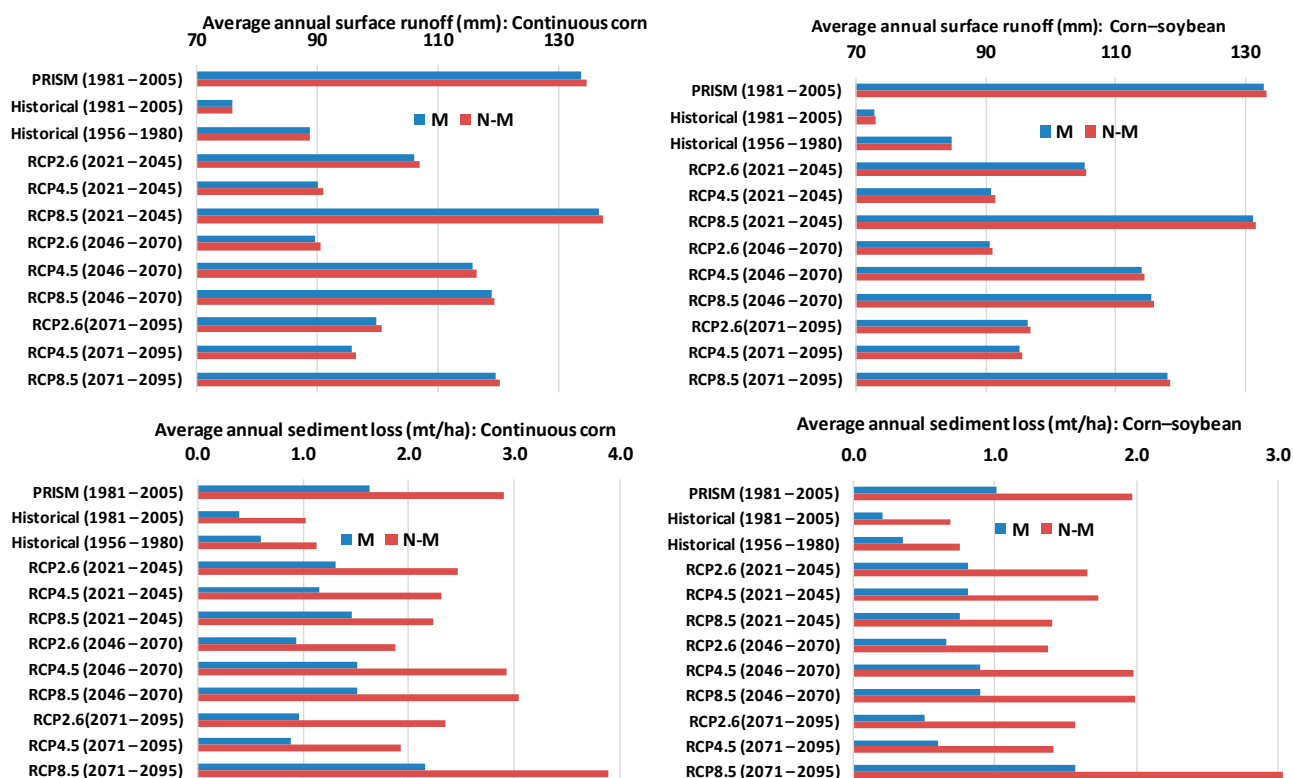 Average annual surface runoff (mm): Continuous corn
70 90 110 130
PRISM (1981–2005)
Historical (1981–2005)
Historical (1956–1980)
RCP2.6 (2021–2045)
RCP4.5 (2021–2045)
RCP8.5 (2021–2045)
RCP2.6 (2046–2070)
RCP4.5 (2046–2070)
RCP8.5 (2046–2070)
RCP2.6(2071–2095)
RCP4.5 (2071–2095)
RCP8.5 (2071–2095)
M N-M
Average annual surface runoff (mm): Corn–soybean
70 90 110 130
PRISM (1981–2005)
Historical (1981–2005)
Historical (1956–1980)
RCP2.6 (2021–2045)
RCP4.5 (2021–2045)
RCP8.5 (2021–2045)
RCP2.6 (2046–2070)
RCP4.5 (2046–2070)
RCP8.5 (2046–2070)
RCP2.6(2071–2095)
RCP4.5 (2071–2095)
RCP8.5 (2071–2095)
M N-M
Average annual sediment loss (mt/ha): Continuous corn
0.0 1.0 2.0 3.0 4.0
PRISM (1981–2005)
Historical (1981–2005)
Historical (1956–1980)
RCP2.6 (2021–2045)
RCP4.5 (2021–2045)
RCP8.5 (2021–2045)
RCP2.6 (2046–2070)
RCP4.5 (2046–2070)
RCP8.5 (2046–2070)
RCP2.6(2071–2095)
RCP4.5 (2071–2095)
RCP8.5 (2071–2095)
M N-M
Average annual sediment loss (mt/ha): Corn–soybean
0.0 1.0 2.0 3.0
PRISM (1981–2005)
Historical (1981–2005)
Historical (1956–1980)
RCP2.6 (2021–2045)
RCP4.5 (2021–2045)
RCP8.5 (2021–2045)
RCP2.6 (2046–2070)
RCP4.5 (2046–2070)
RCP8.5 (2046–2070)
RCP2.6(2071–2095)
RCP4.5 (2071–2095)
RCP8.5 (2071–2095)
M N-M